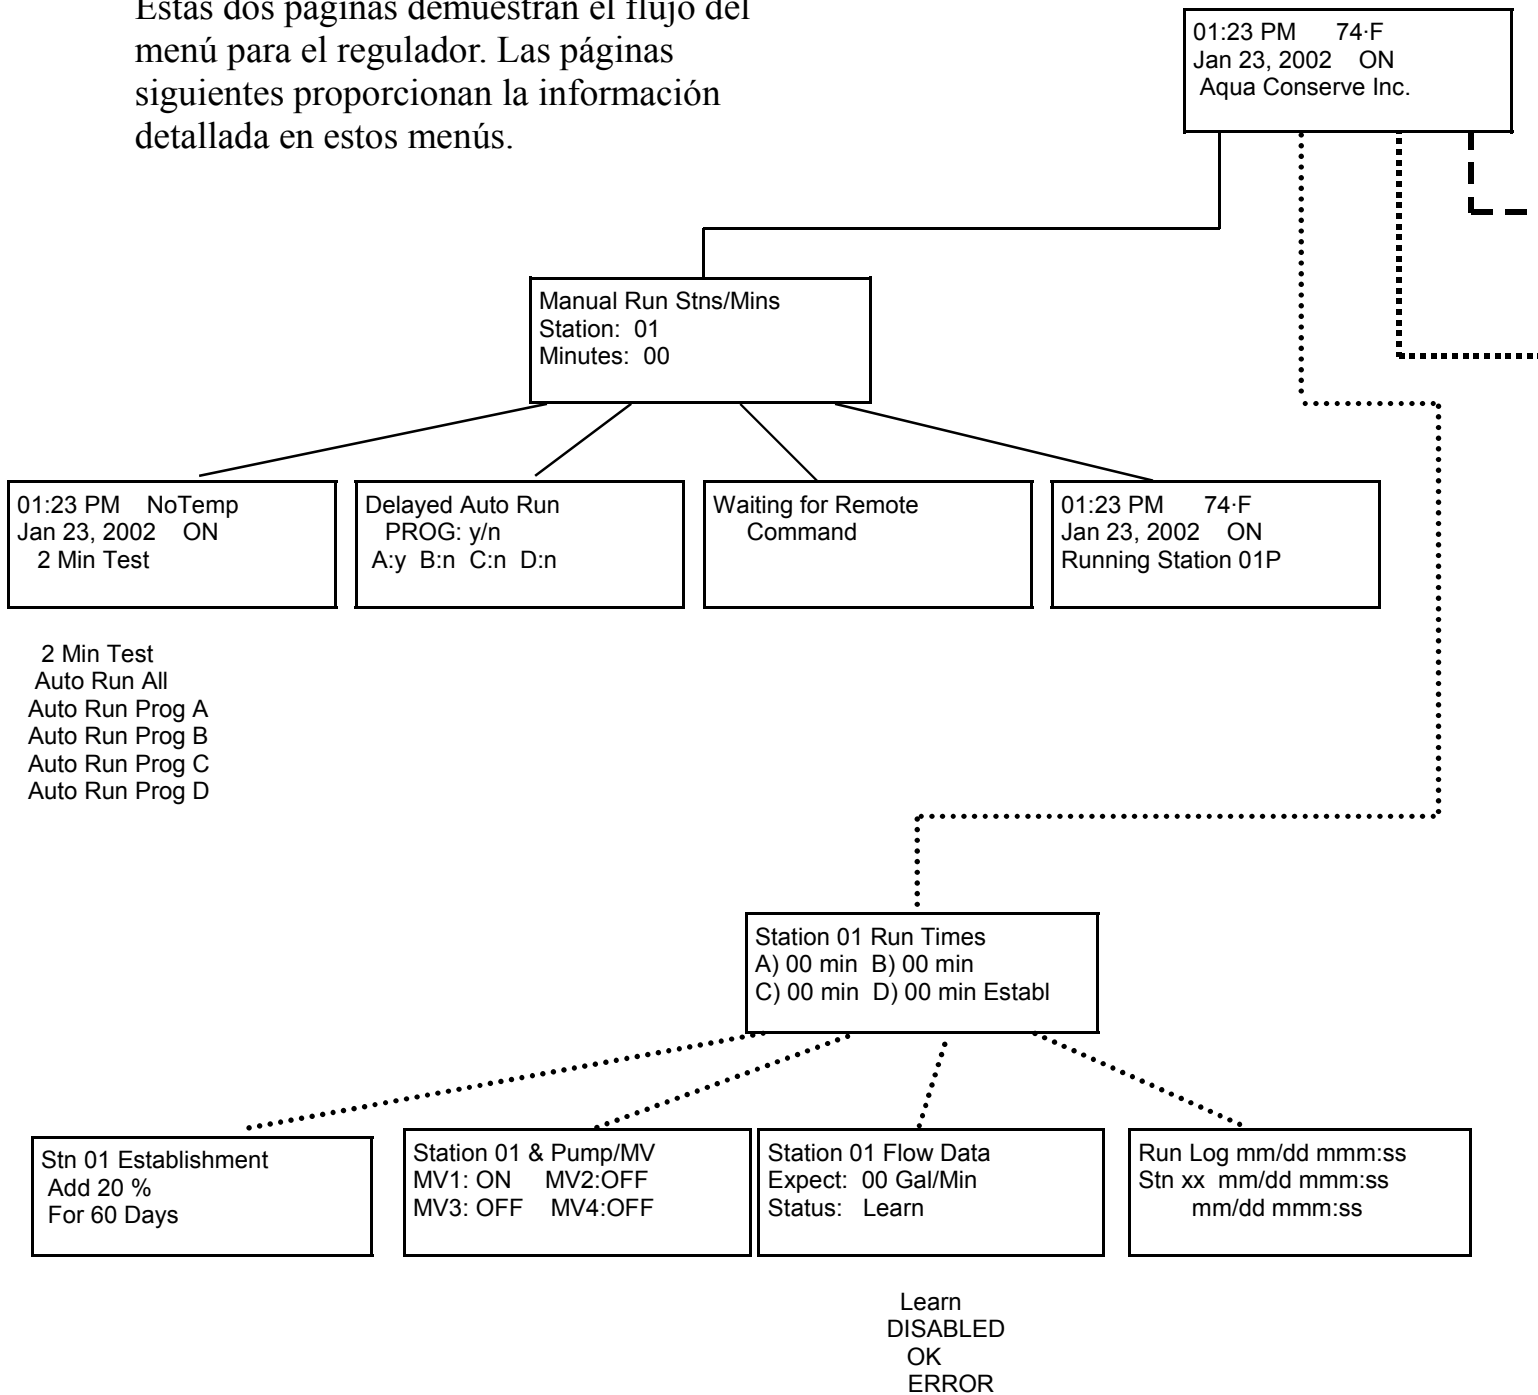 Estas dos páginas demuestran el flujo del
menú para el regulador. Las páginas
siguientes proporcionan la información
detallada en estos menús.
01:23 PM 74·F
Jan 23, 2002 ON
Aqua Conserve Inc.
Manual Run Stns/Mins
Station: 01
Minutes: 00
01:23 PM NoTemp
Jan 23, 2002 ON
2 Min Test
Delayed Auto Run
PROG: y/n
A:y B:n C:n D:n
Waiting for Remote
Command
01:23 PM 74·F
Jan 23, 2002 ON
Running Station 01P
2 Min Test
Auto Run All
Auto Run Prog A
Auto Run Prog B
Auto Run Prog C
Auto Run Prog D
Station 01 Run Times
A) 00 min B) 00 min
C) 00 min D) 00 min Establ
Stn 01 Establishment
Add 20 %
For 60 Days
Station 01 & Pump/MV
MV1: ON MV2:OFF
MV3: OFF MV4:OFF
Station 01 Flow Data
Expect: 00 Gal/Min
Status: Learn
Run Log mm/dd mmm:ss
Stn xx mm/dd mmm:ss
mm/dd mmm:ss
Learn
DISABLED
OK
ERROR